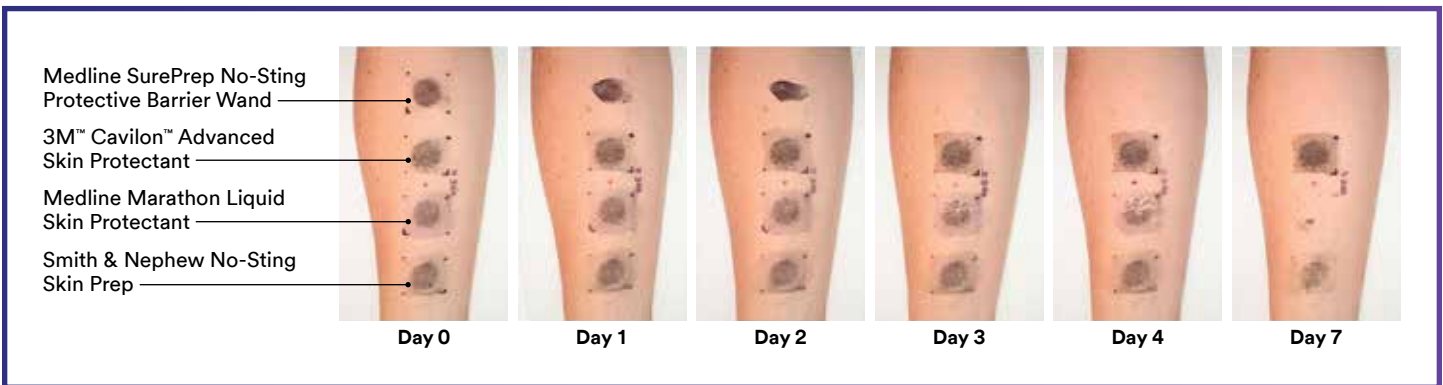 Medline SurePrep No-Sting
Protective Barrier Wand
3M™ Cavilon™ Advanced
Skin Protectant
Medline Marathon Liquid
Skin Protectant
Smith & Nephew No-Sting
Skin Prep
Day 0
Day 1
Day 2
Day 3
Day 4
Day 7